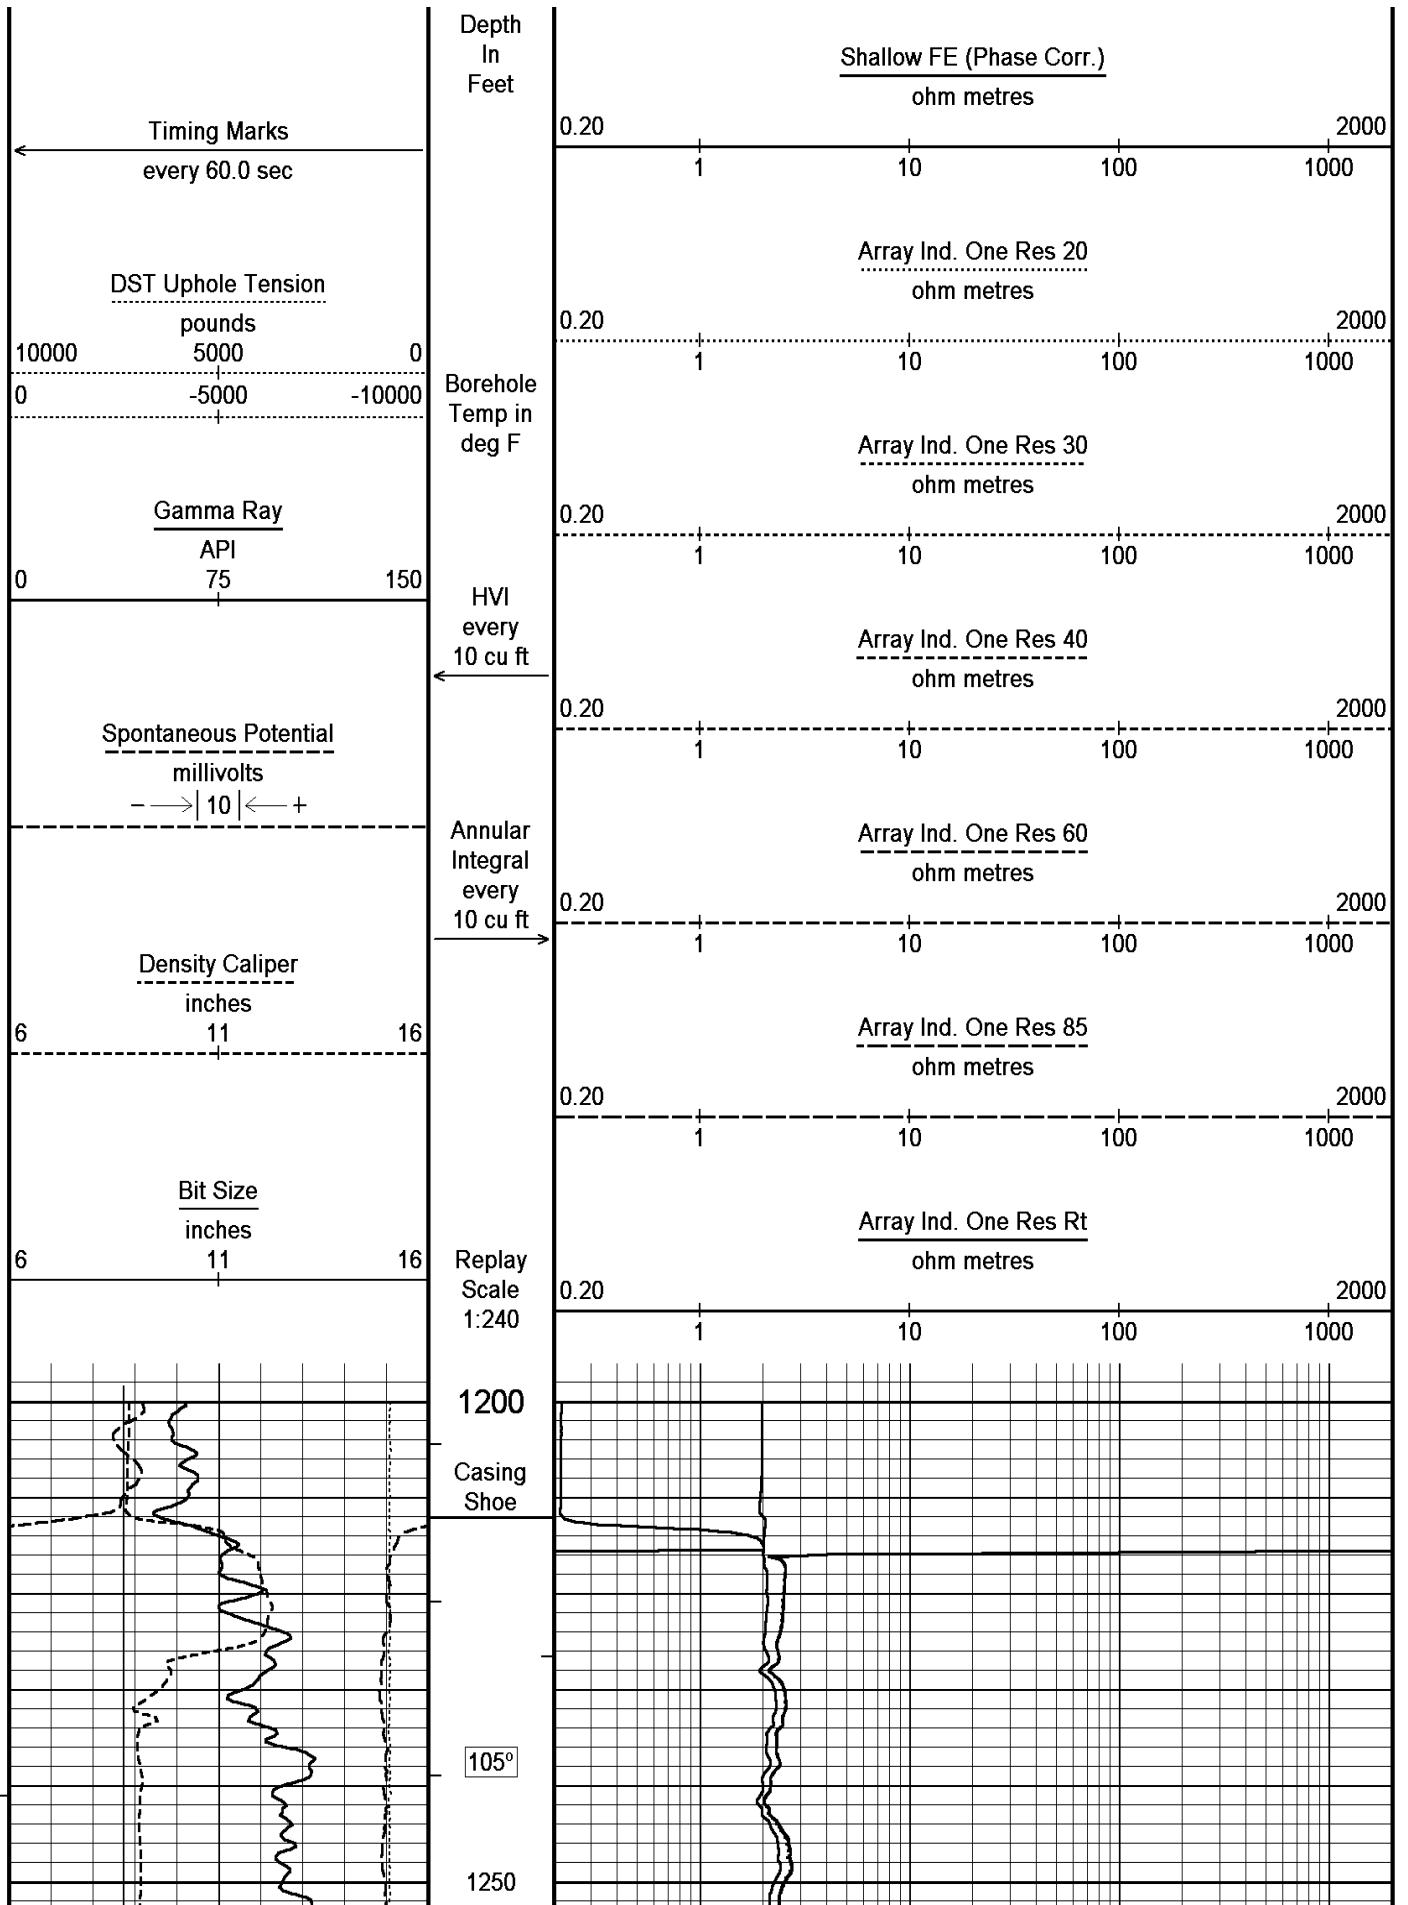 Timing Marks
every 60.0 sec
DST Uphole Tension
pounds
10000 5000 0
0 -5000 -10000
Gamma Ray
API
0 75 150
Spontaneous Potential
millivolts
− → | 10 | ← +
Density Caliper
inches
6 11 16
Bit Size
inches
6 11 16
Depth
In
Feet
Borehole
Temp in
deg F
HVI
every
10 cu ft
Annular
Integral
every
10 cu ft
Replay
Scale
1:240
1200
Casing
Shoe
105º
1250
Shallow FE (Phase Corr.)
ohm metres
0.20 2000
1 10 100 1000
Array Ind. One Res 20
ohm metres
0.20 2000
1 10 100 1000
Array Ind. One Res 30
ohm metres
0.20 2000
1 10 100 1000
Array Ind. One Res 40
ohm metres
0.20 2000
1 10 100 1000
Array Ind. One Res 60
ohm metres
0.20 2000
1 10 100 1000
Array Ind. One Res 85
ohm metres
0.20 2000
1 10 100 1000
Array Ind. One Res Rt
ohm metres
0.20 2000
1 10 100 1000